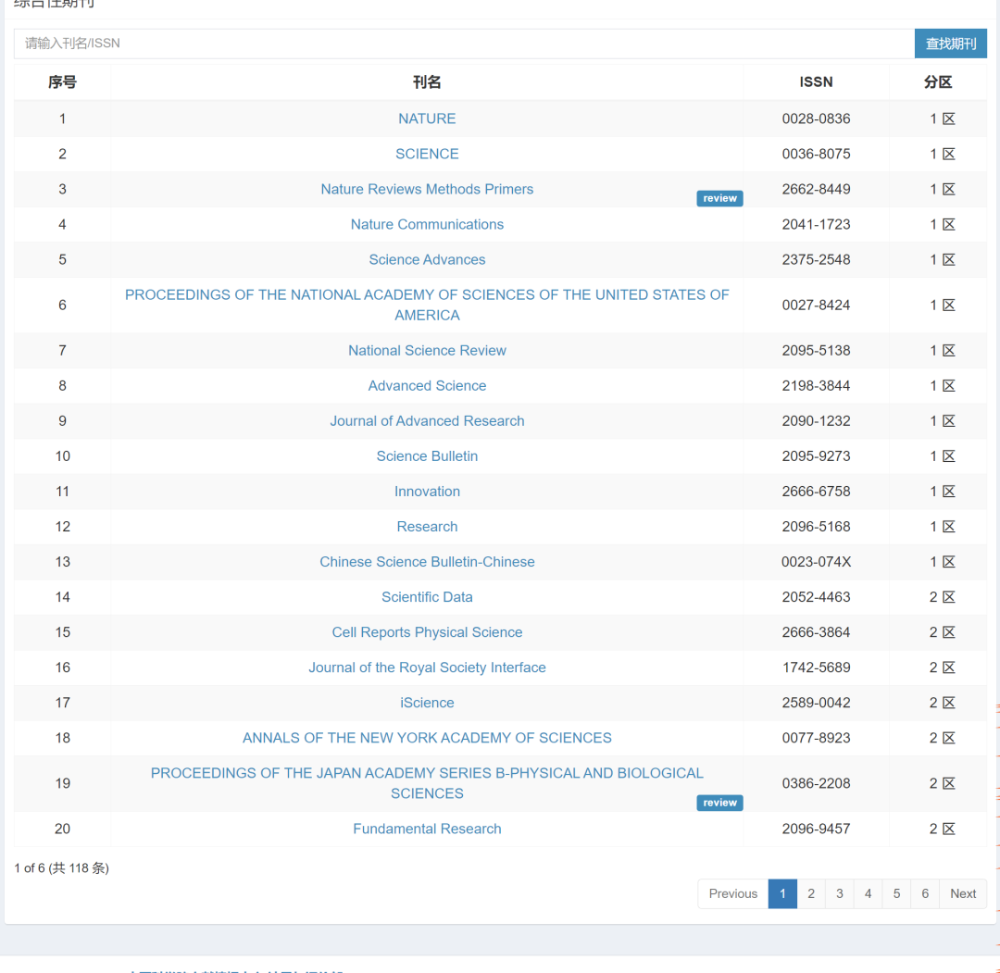 综合性期刊
请输入刊名/ISSN 查找期刊
序号 刊名 ISSN 分区
1 NATURE 0028-0836 1 区
2 SCIENCE 0036-8075 1 区
3 Nature Reviews Methods Primers review 2662-8449 1 区
4 Nature Communications 2041-1723 1 区
5 Science Advances 2375-2548 1 区
6 PROCEEDINGS OF THE NATIONAL ACADEMY OF SCIENCES OF THE UNITED STATES OF
AMERICA 0027-8424 1 区
7 National Science Review 2095-5138 1 区
8 Advanced Science 2198-3844 1 区
9 Journal of Advanced Research 2090-1232 1 区
10 Science Bulletin 2095-9273 1 区
11 Innovation 2666-6758 1 区
12 Research 2096-5168 1 区
13 Chinese Science Bulletin-Chinese 0023-074X 1 区
14 Scientific Data 2052-4463 2 区
15 Cell Reports Physical Science 2666-3864 2 区
16 Journal of the Royal Society Interface 1742-5689 2 区
17 iScience 2589-0042 2 区
18 ANNALS OF THE NEW YORK ACADEMY OF SCIENCES 0077-8923 2 区
19 PROCEEDINGS OF THE JAPAN ACADEMY SERIES B-PHYSICAL AND BIOLOGICAL
SCIENCES review 0386-2208 2 区
20 Fundamental Research 2096-9457 2 区
1 of 6 (共 118 条)
Previous 1 2 3 4 5 6 Next